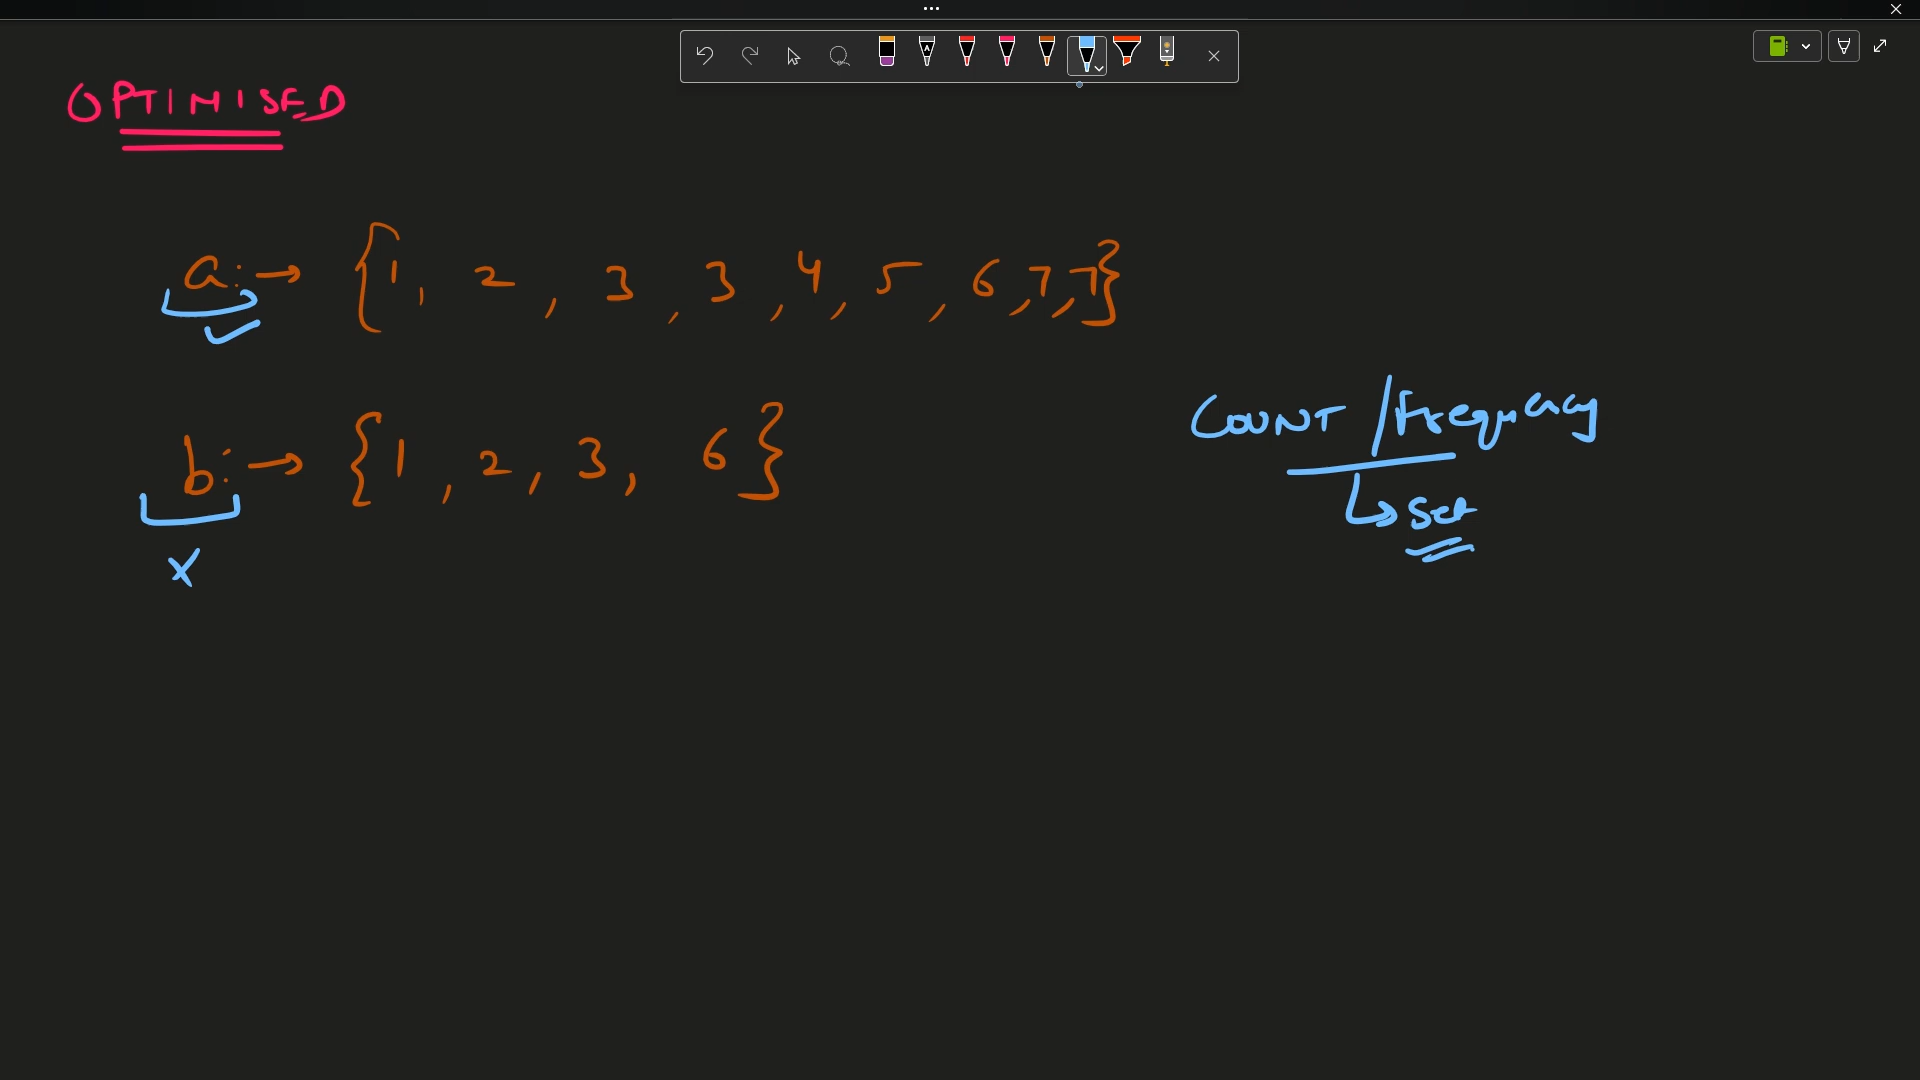 OPTIMISED
a: → {1, 2, 3, 3, 4, 5, 6, 7, 7}
COUNT / Frequency
b: → {1, 2, 3, 6}
↳ Set
x